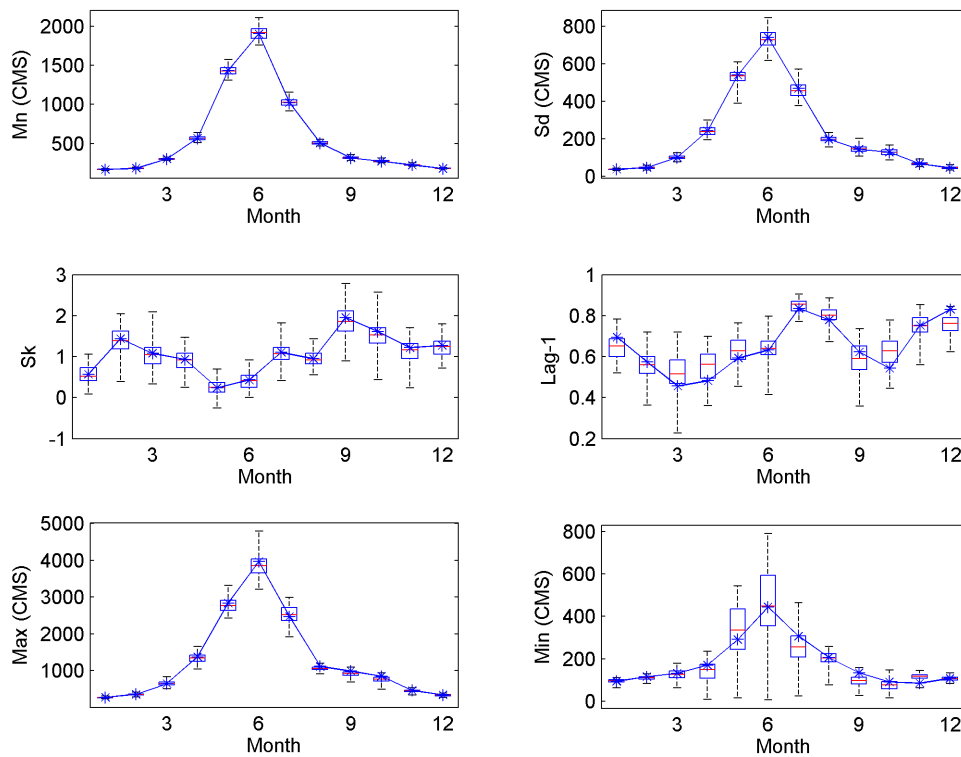 2000
1500
1000
500
Mn (CMS)
3 6 9 12
Month
800
600
400
200
0
Sd (CMS)
3 6 9 12
Month
3
2
1
0
-1
Sk
3 6 9 12
Month
1
0.8
0.6
0.4
0.2
Lag-1
3 6 9 12
Month
5000
4000
3000
2000
1000
Max (CMS)
3 6 9 12
Month
800
600
400
200
0
Min (CMS)
3 6 9 12
Month